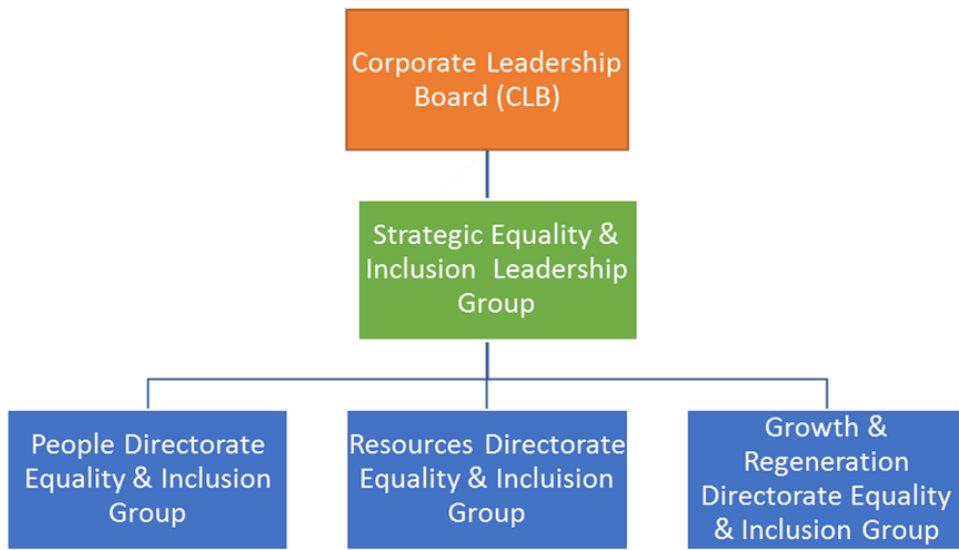 Corporate Leadership
Board (CLB)
Strategic Equality &
Inclusion Leadership
Group
People Directorate
Equality & Inclusion
Group
Resources Directorate
Equality & Incluision
Group
Growth &
Regeneration
Directorate Equality
& Inclusion Group